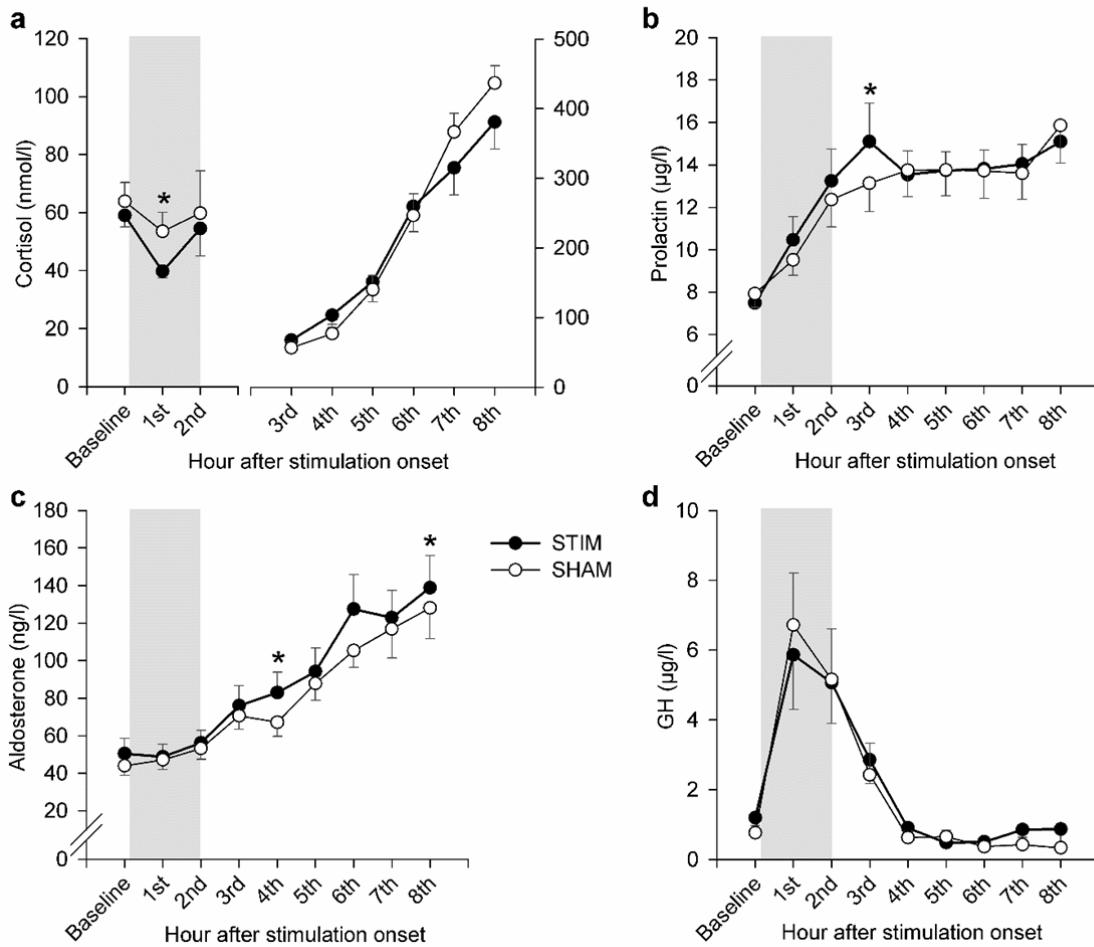 a
120
100
80
60
40
20
0
500
400
300
200
100
0
Cortisol (nmol/l)
*
Baseline
1st
2nd
3rd
4th
5th
6th
7th
8th
Hour after stimulation onset
b
20
18
16
14
12
10
8
6
0
Prolactin (µg/l)
*
Baseline
1st
2nd
3rd
4th
5th
6th
7th
8th
Hour after stimulation onset
c
180
160
140
120
100
80
60
40
20
0
Aldosterone (ng/l)
*
*
Baseline
1st
2nd
3rd
4th
5th
6th
7th
8th
Hour after stimulation onset
STIM
SHAM
d
10
8
6
4
2
0
GH (µg/l)
Baseline
1st
2nd
3rd
4th
5th
6th
7th
8th
Hour after stimulation onset